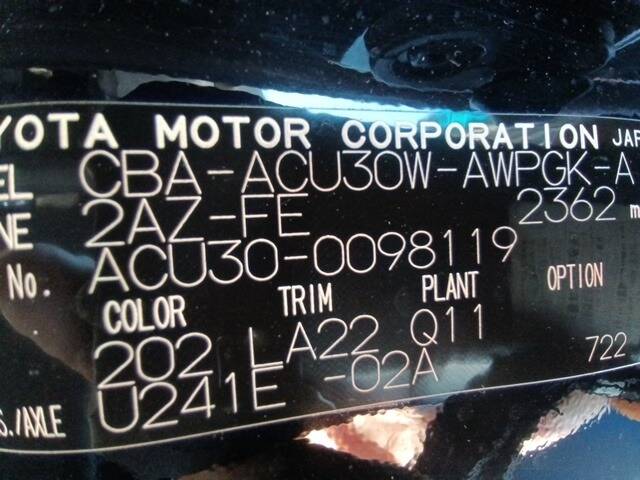 YOTA MOTOR CORPORATION JAP
EL CBA-ACU30W-AWPGK-A
NE 2AZ-FE 2362 m
No. ACU30-0098119
COLOR TRIM PLANT OPTION
202 LA22 Q11 722
S./AXLE U241E -02A